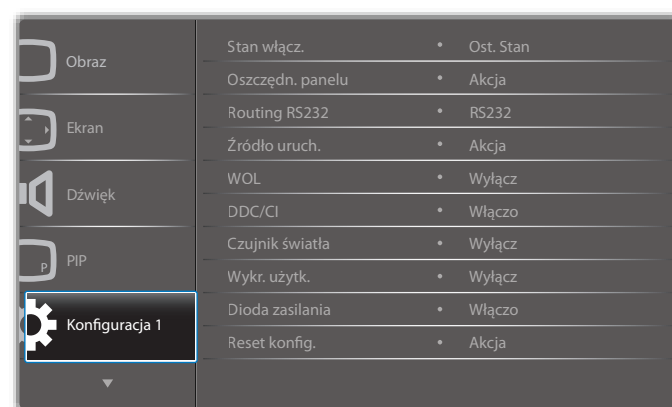 Obraz
Ekran
Dźwięk
PIP
P
Konfiguracja 1
Stan włącz. • Ost. Stan
Oszczędn. panelu • Akcja
Routing RS232 • RS232
Źródło uruch. • Akcja
WOL • Wyłącz
DDC/CI • Włączo
Czujnik światła • Wyłącz
Wykr. użytk. • Wyłącz
Dioda zasilania • Włączo
Reset konfig. • Akcja